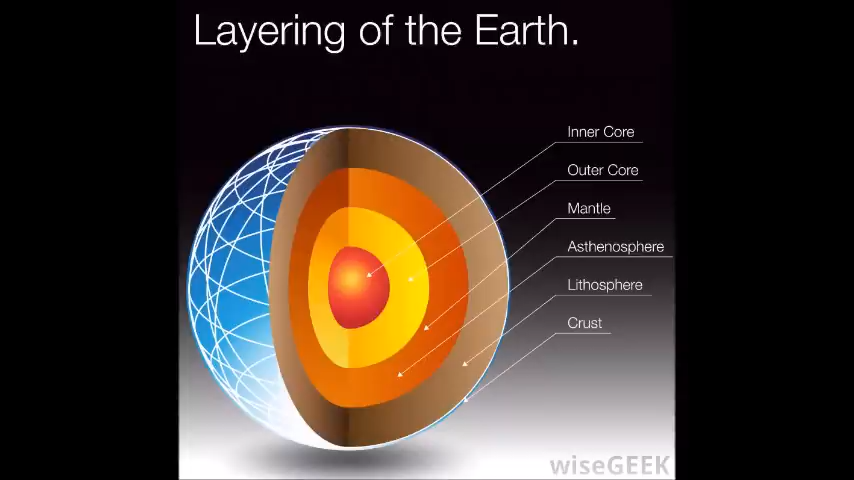 Layering of the Earth.
Inner Core
Outer Core
Mantle
Asthenosphere
Lithosphere
Crust
wiseGEEK